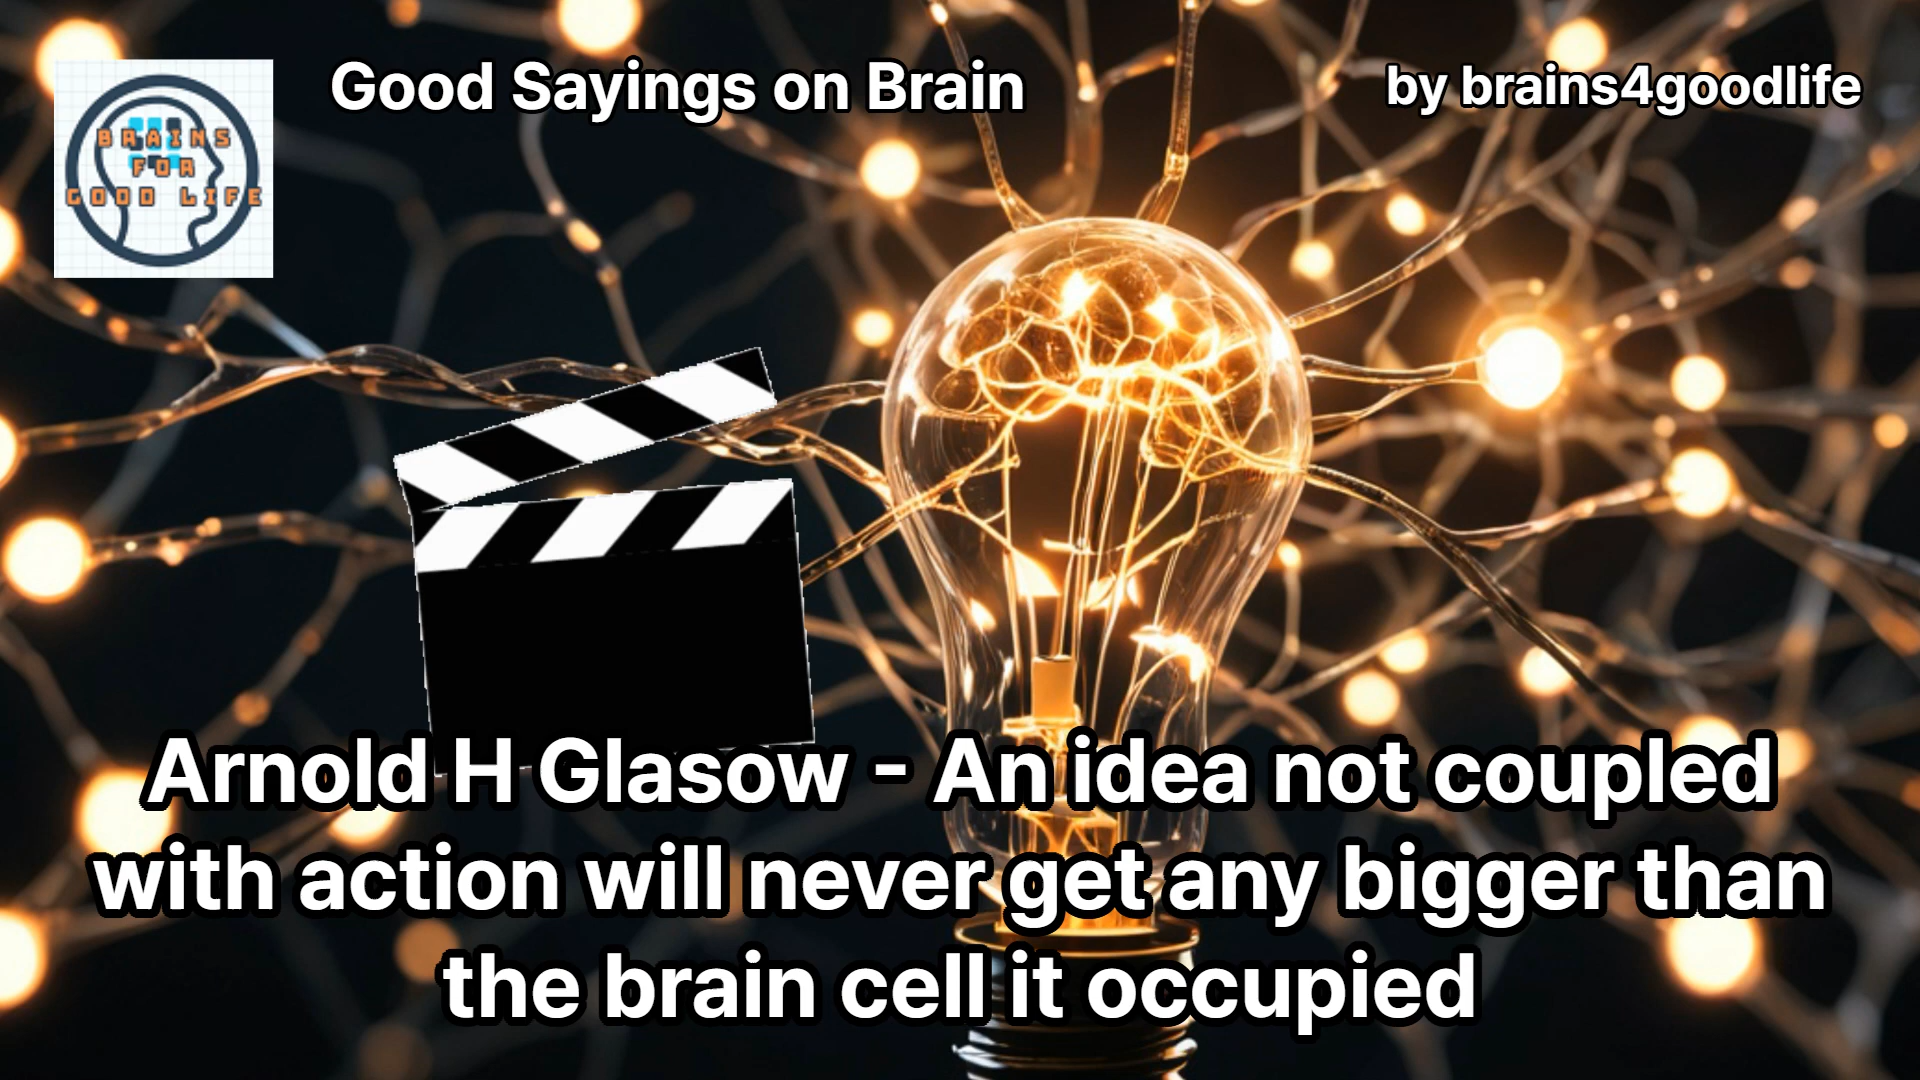 Good Sayings on Brain
by brains4goodlife
BRAINS
FOR
GOOD LIFE
Arnold H Glasow - An idea not coupled
with action will never get any bigger than
the brain cell it occupied